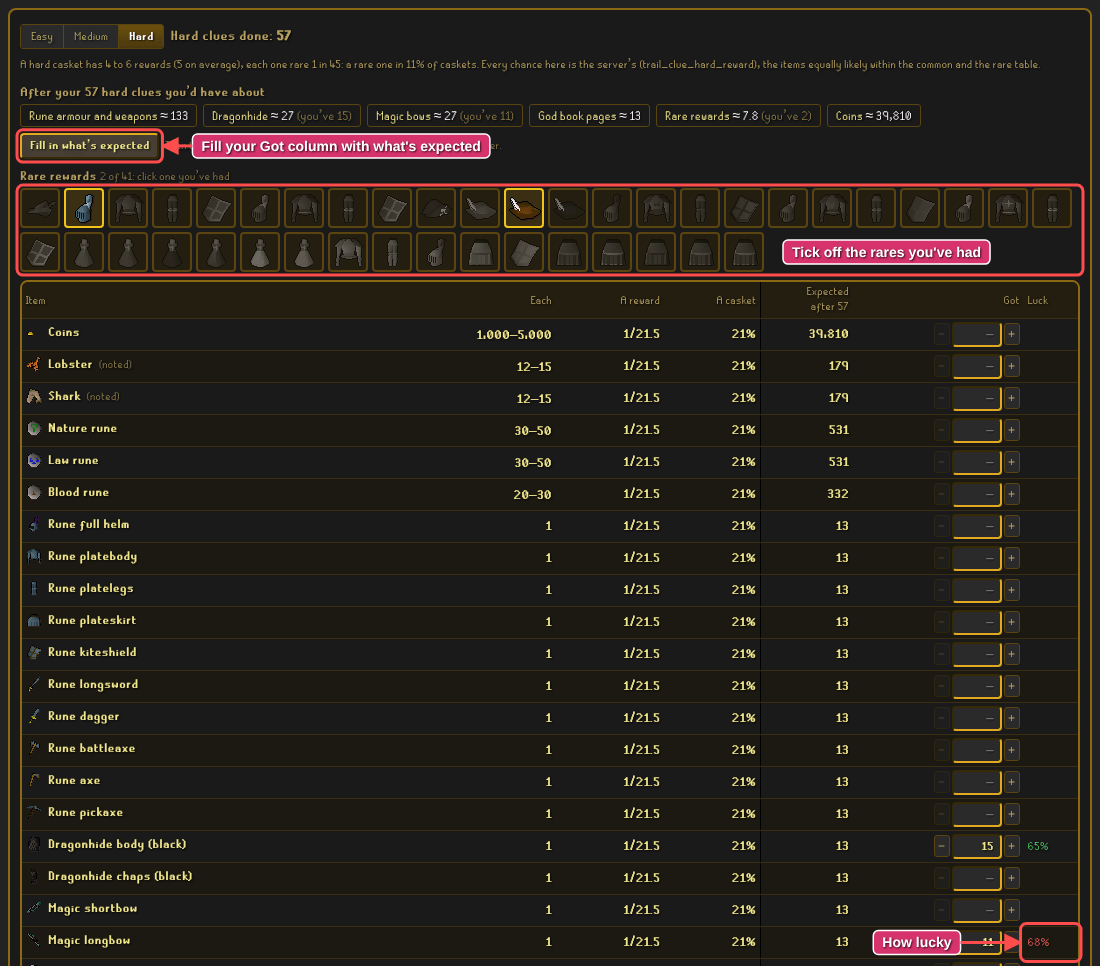 Easy Medium Hard Hard clues done: 57
A hard casket has 4 to 6 rewards (5 on average), each one rare 1 in 45: a rare one in 11% of caskets. Every chance here is the server's (trail_clue_hard_reward), the items equally likely within the common and the rare table.
After your 57 hard clues you'd have about
Rune armour and weapons ≈ 133 Dragonhide ≈ 27 (you've 15) Magic bows ≈ 27 (you've 11) God book pages ≈ 13 Rare rewards ≈ 7.8 (you've 2) Coins ≈ 39,810
Fill in what's expected Fill your Got column with what's expected
Rare rewards 2 of 41: click one you've had
Tick off the rares you've had
Item Each A reward A casket Expected after 57 Got Luck
Coins 1,000–5,000 1/21.5 21% 39,810 – +
Lobster (noted) 12–15 1/21.5 21% 179 – +
Shark (noted) 12–15 1/21.5 21% 179 – +
Nature rune 30–50 1/21.5 21% 531 – +
Law rune 30–50 1/21.5 21% 531 – +
Blood rune 20–30 1/21.5 21% 332 – +
Rune full helm 1 1/21.5 21% 13 – +
Rune platebody 1 1/21.5 21% 13 – +
Rune platelegs 1 1/21.5 21% 13 – +
Rune plateskirt 1 1/21.5 21% 13 – +
Rune kiteshield 1 1/21.5 21% 13 – +
Rune longsword 1 1/21.5 21% 13 – +
Rune dagger 1 1/21.5 21% 13 – +
Rune battleaxe 1 1/21.5 21% 13 – +
Rune axe 1 1/21.5 21% 13 – +
Rune pickaxe 1 1/21.5 21% 13 – +
Dragonhide body (black) 1 1/21.5 21% 13 – 15 + 65%
Dragonhide chaps (black) 1 1/21.5 21% 13 – +
Magic shortbow 1 1/21.5 21% 13 – +
Magic longbow 1 1/21.5 21% 13 How lucky 11 68%